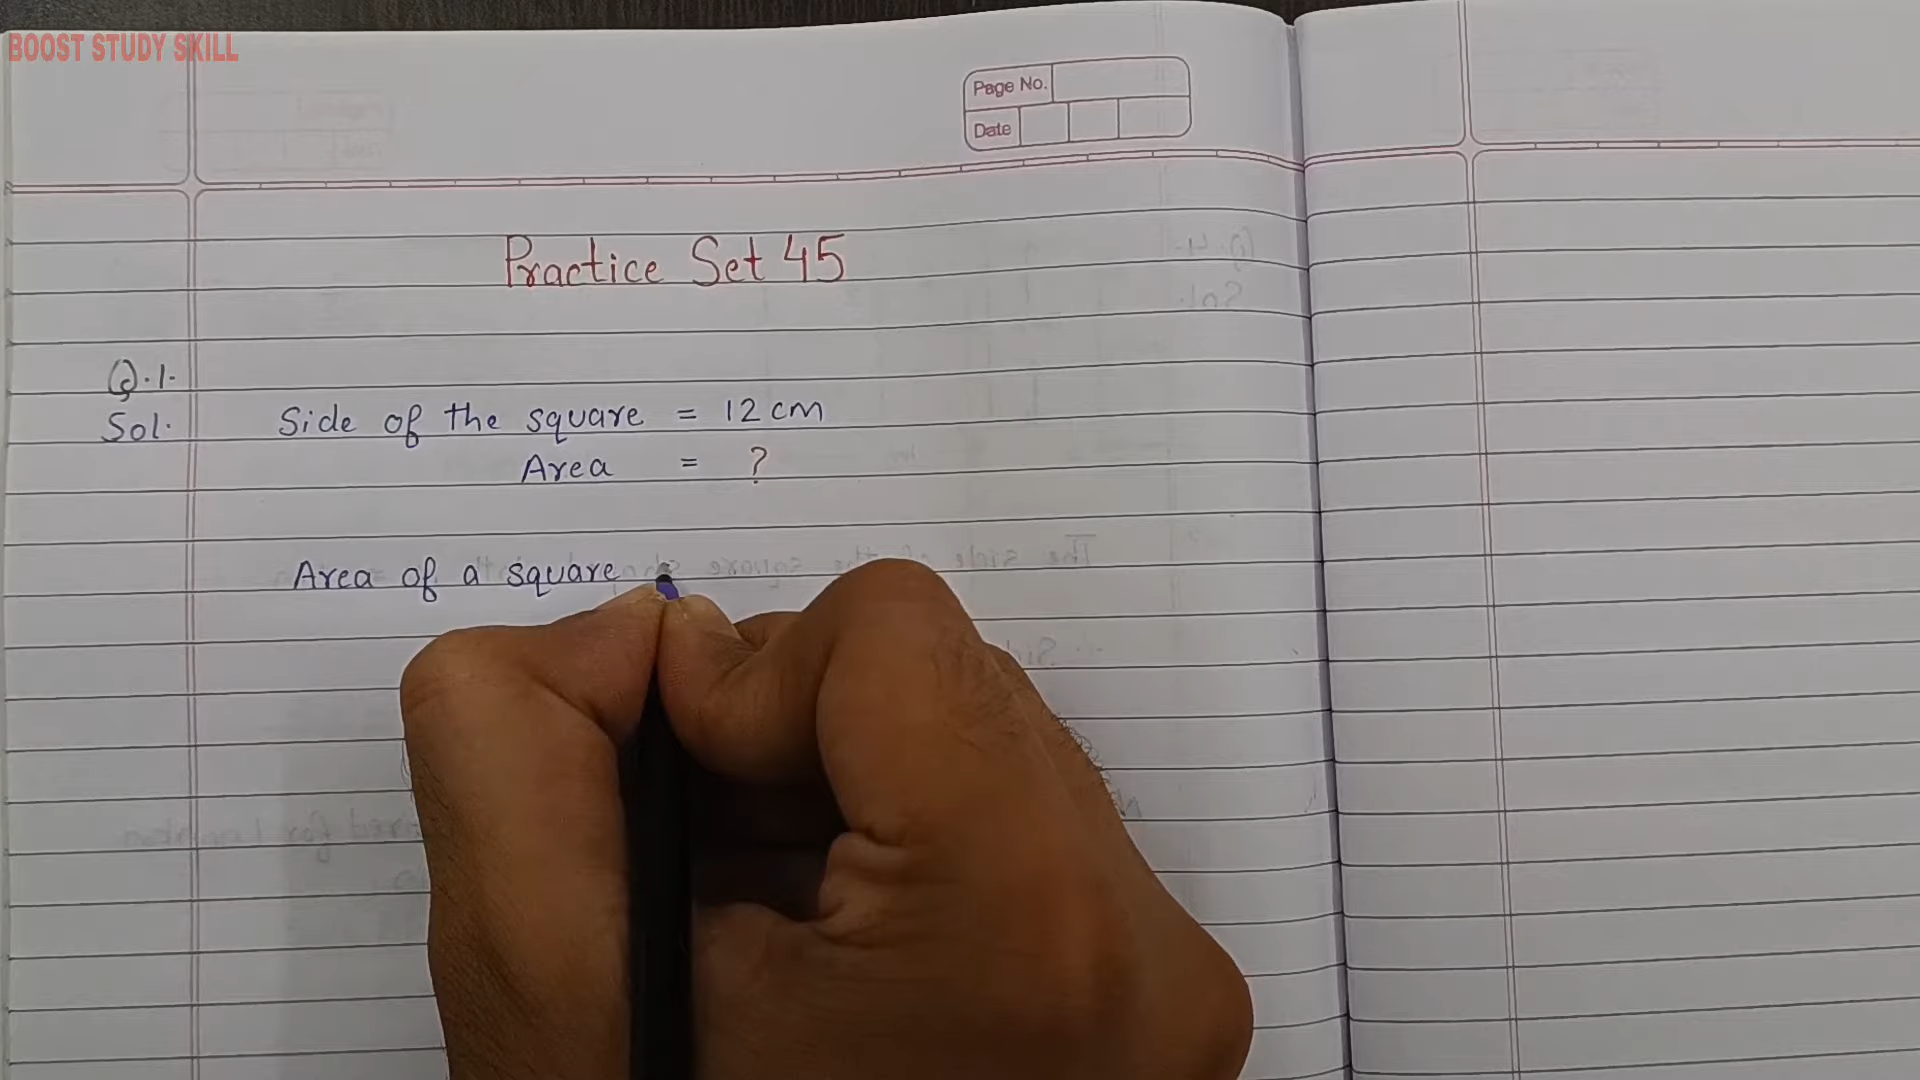 BOOST STUDY SKILL
Page No.
Date
Practice Set 45
Q.1.
Sol. Side of the square = 12 cm
Area = ?
Area of a square